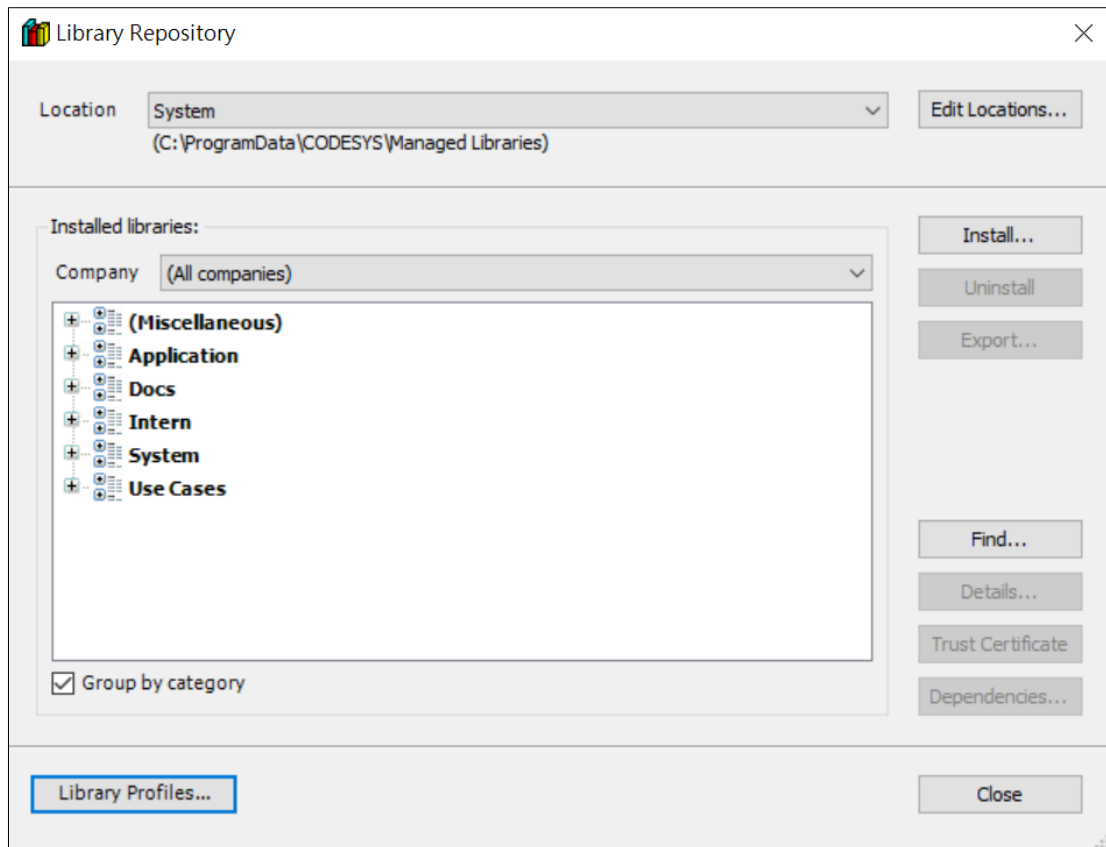 Library Repository
Location System Edit Locations...
(C:\ProgramData\CODESYS\Managed Libraries)
Installed libraries:
Install...
Company (All companies)
Uninstall
(Miscellaneous)
Export...
Application
Docs
Intern
System
Use Cases
Find...
Details...
Trust Certificate
Group by category
Dependencies...
Library Profiles...
Close